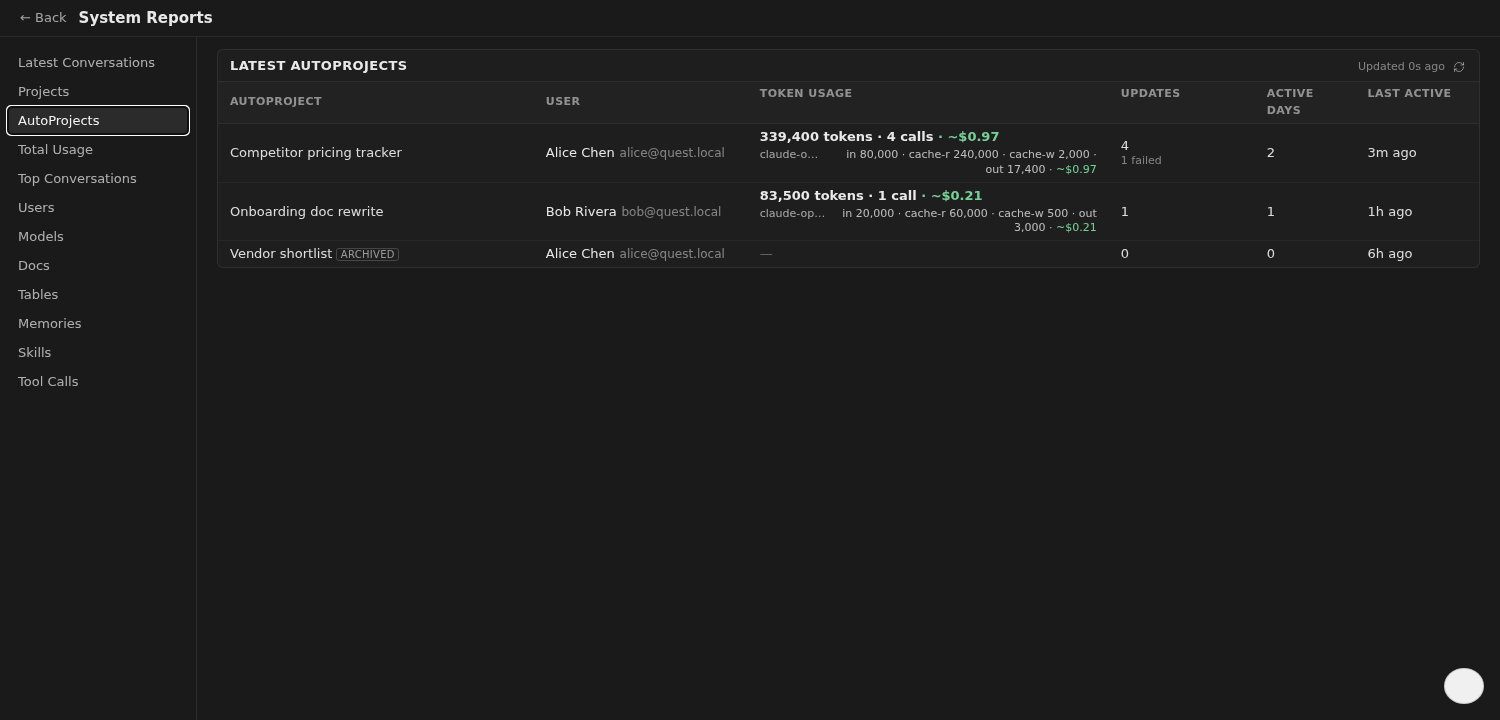 ← Back System Reports
Latest Conversations
Projects
AutoProjects
Total Usage
Top Conversations
Users
Models
Docs
Tables
Memories
Skills
Tool Calls
LATEST AUTOPROJECTS Updated 0s ago
AUTOPROJECT USER TOKEN USAGE UPDATES ACTIVE DAYS LAST ACTIVE
Competitor pricing tracker Alice Chen alice@quest.local
339,400 tokens · 4 calls · ~$0.97
claude-o… in 80,000 · cache-r 240,000 · cache-w 2,000 ·
out 17,400 · ~$0.97
4
1 failed
2
3m ago
Onboarding doc rewrite Bob Rivera bob@quest.local
83,500 tokens · 1 call · ~$0.21
claude-op… in 20,000 · cache-r 60,000 · cache-w 500 · out
3,000 · ~$0.21
1
1
1h ago
Vendor shortlist ARCHIVED Alice Chen alice@quest.local — 0 0 6h ago